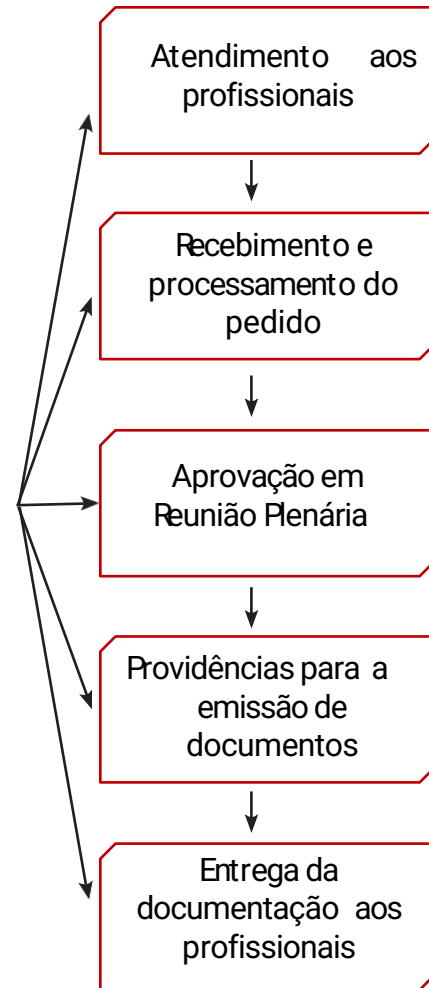 Atendimento aos
profissionais
Recebimento e
processamento do
pedido
Aprovação em
Reunião Plenária
Providências para a
emissão de
documentos
Entrega da
documentação aos
profissionais